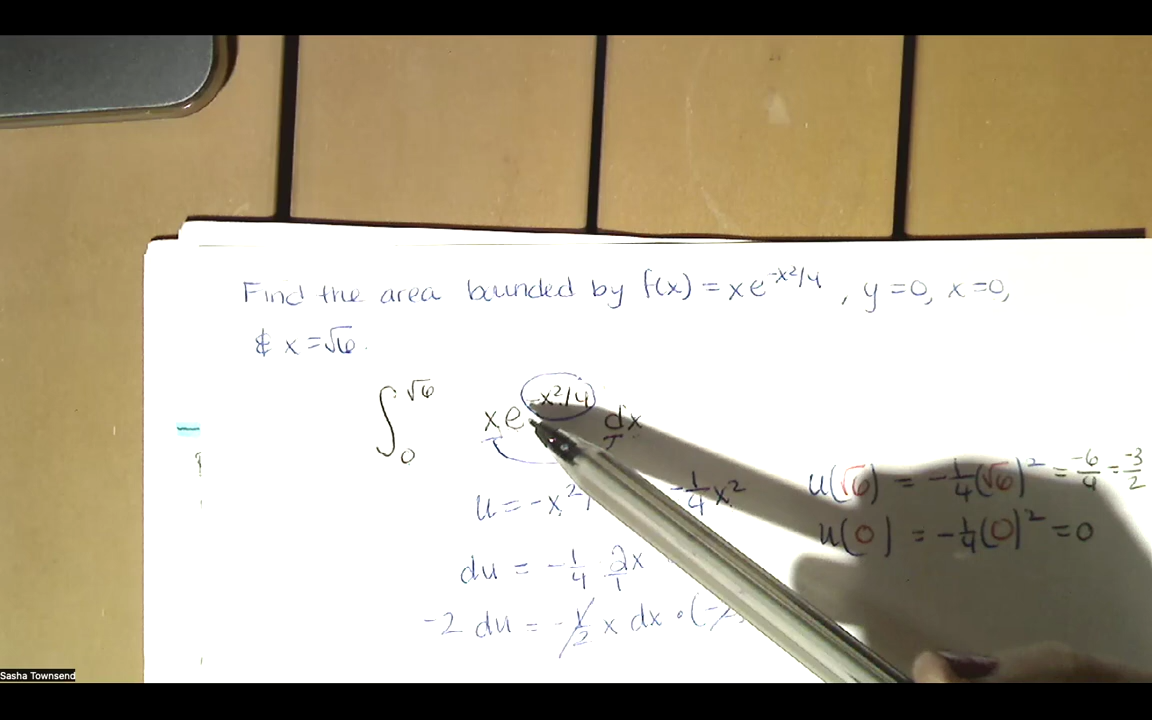 Find the area bounded by f(x) = xe^{-x²/4}, y=0, x=0,
& x=√6.
∫₀^{√6} xe^{-x²/4} dx
u = -x²/ -1/4 x²
u(√6) = -1/4(√6)² = -6/4 = -3/2
u(0) = -1/4(0)² = 0
du = -1/4 2x/1
-2 du = -1/2 x dx • (-2
Sasha Townsend